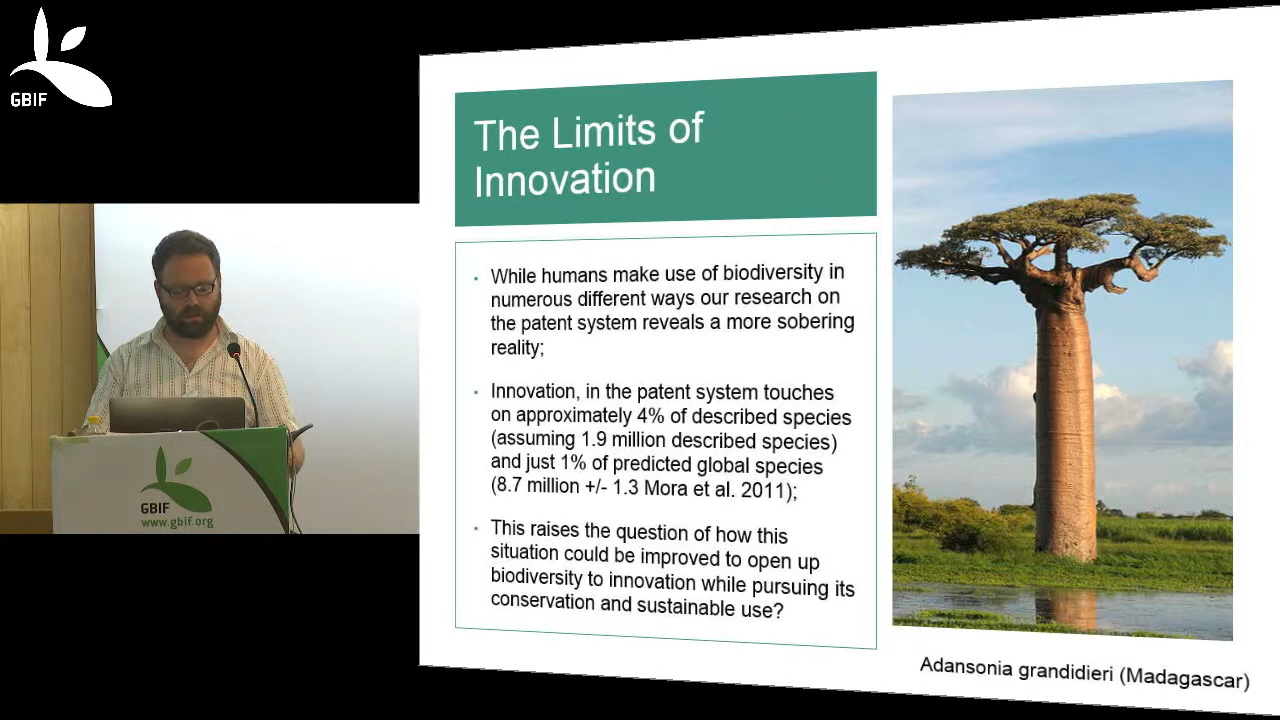 GBIF
The Limits of
Innovation
While humans make use of biodiversity in
numerous different ways our research on
the patent system reveals a more sobering
reality;
Innovation, in the patent system touches
on approximately 4% of described species
(assuming 1.9 million described species)
and just 1% of predicted global species
(8.7 million +/- 1.3 Mora et al. 2011);
This raises the question of how this
situation could be improved to open up
biodiversity to innovation while pursuing its
conservation and sustainable use?
Adansonia grandidieri (Madagascar)
GBIF
www.gbif.org